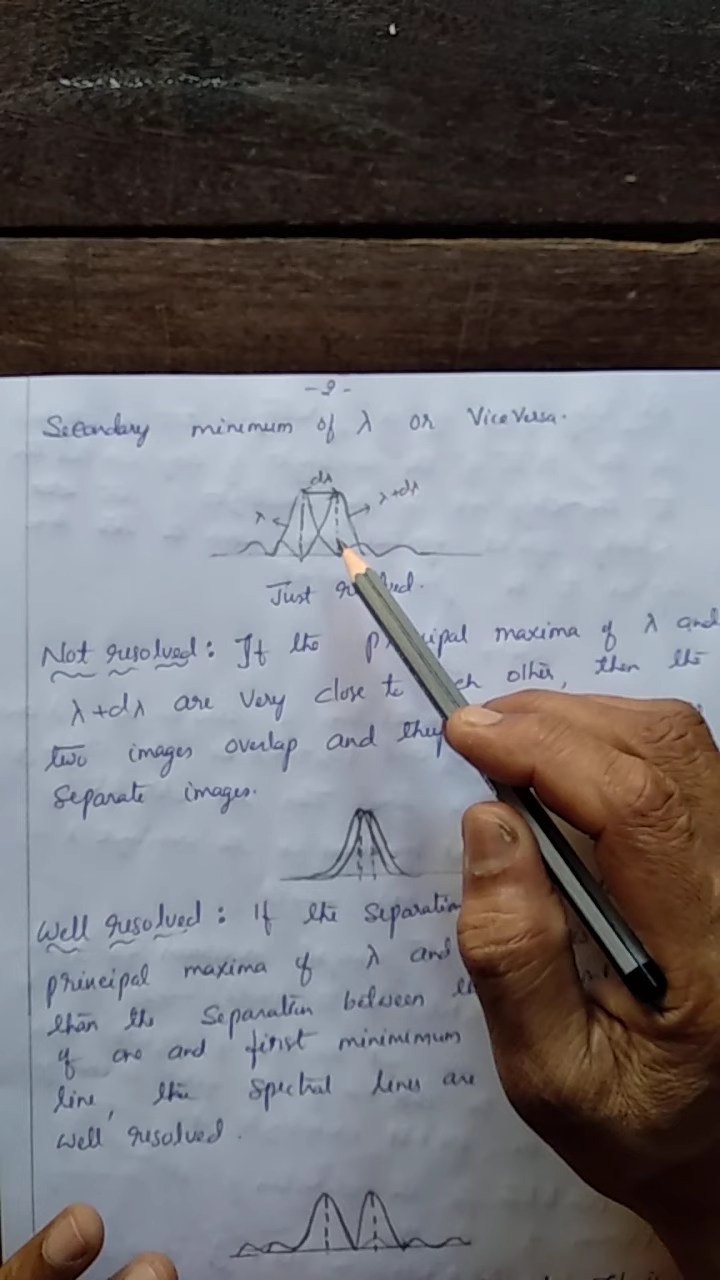 -2-
Secondary minimum of λ or Vice Versa.
dλ
λ
λ+dλ
Just
Not resolved: If the principal maxima of λ and
λ+dλ are very close to each other, then the
two images overlap and they
Separate images.
Well resolved: If the Separation
principal maxima of λ and
than the Separation between
of one and first minimimum
line, the spectral lines are
well resolved.